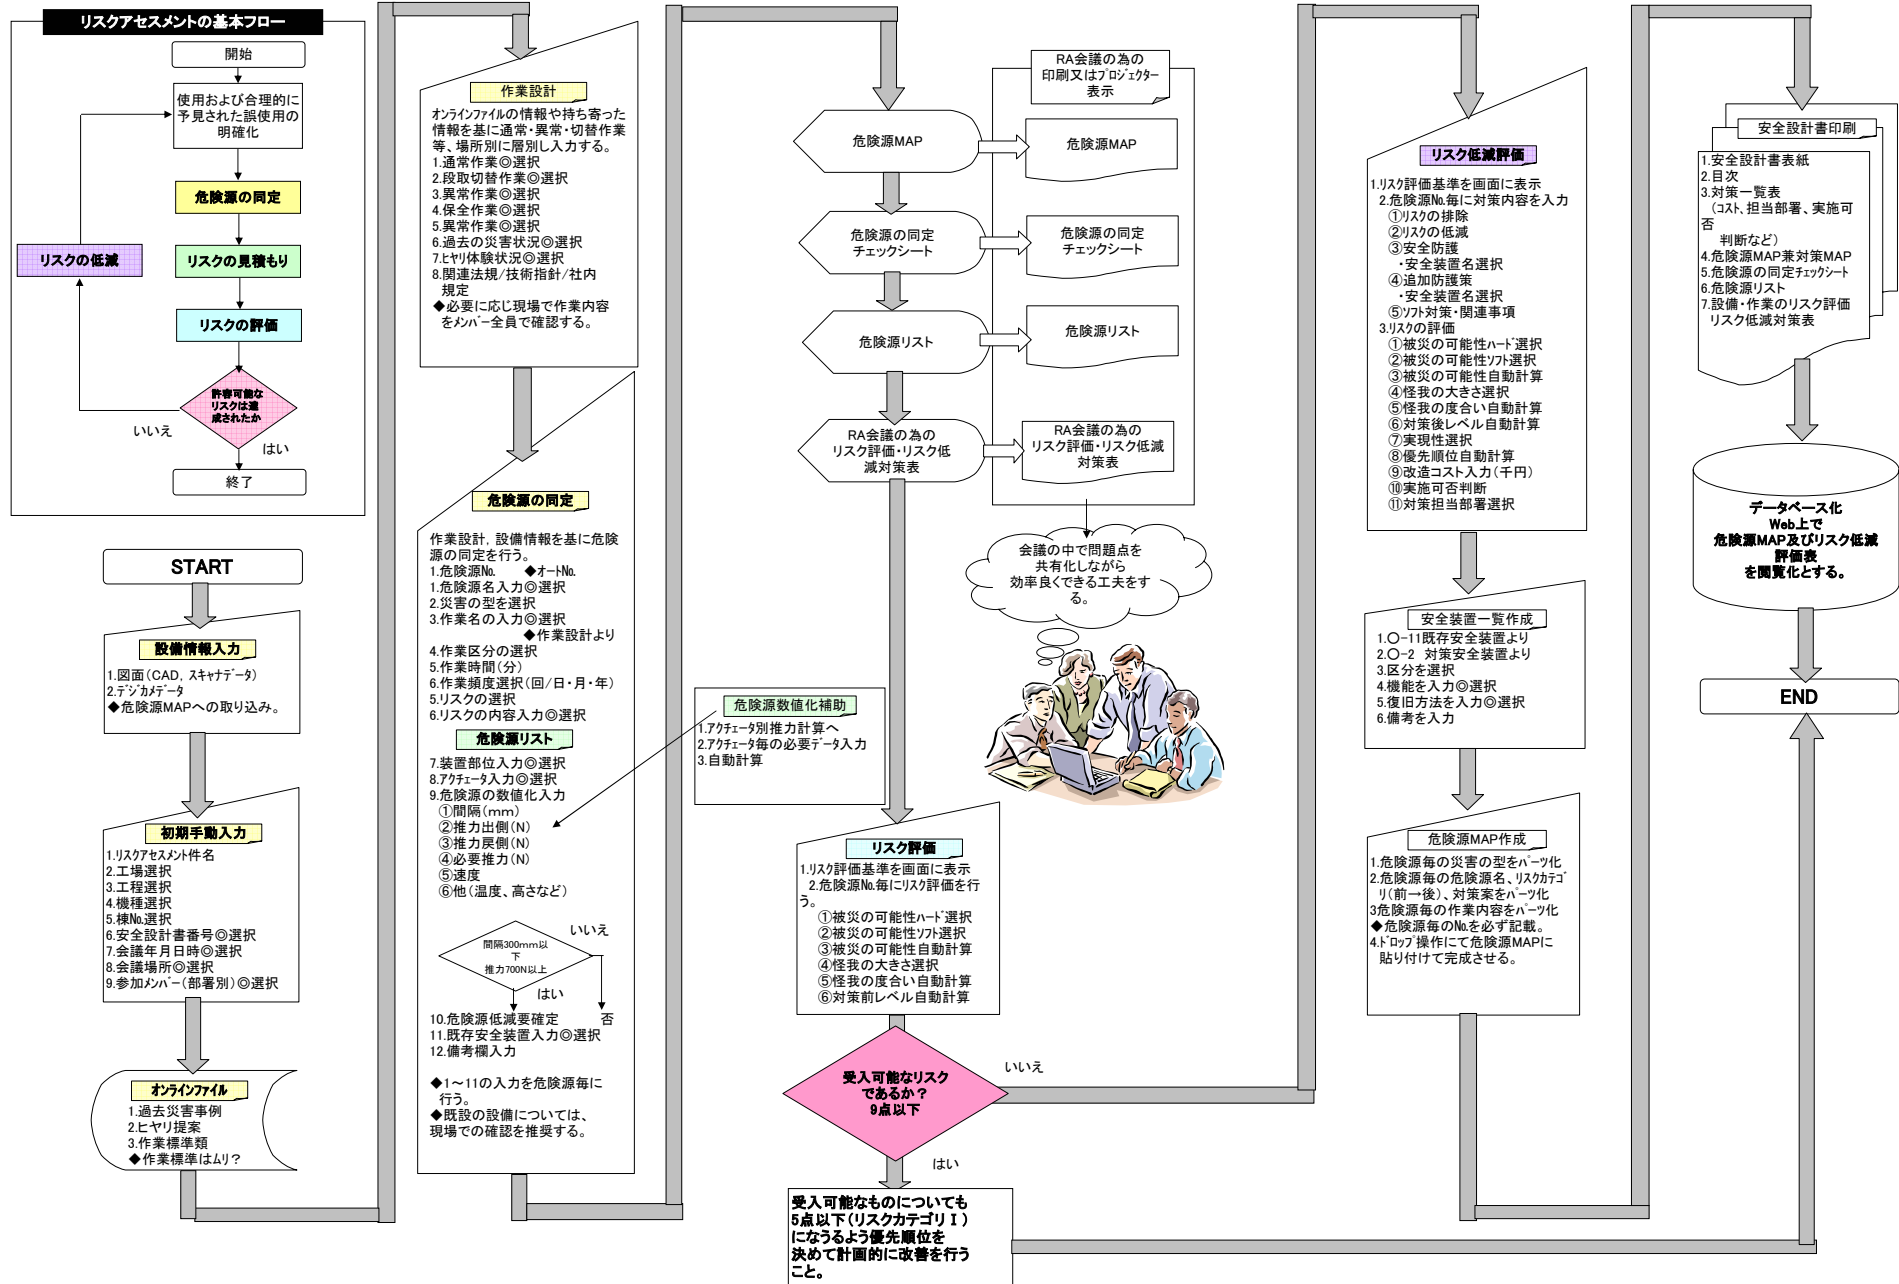 リスクアセスメントの基本フロー
開始
使用および合理的に
予見された誤使用の
明確化
危険源の同定
リスクの低減
リスクの見積もり
リスクの評価
許容可能な
リスクは達
成されたか
いいえ
はい
終了
START
設備情報入力
1.図面(CAD, スキャナデータ)
2.デジカメデータ
◆危険源MAPへの取り込み。
初期手動入力
1.リスクアセスメント件名
2.工場選択
3.工程選択
4.機種選択
5.棟No.選択
6.安全設計書番号◎選択
7.会議年月日時◎選択
8.会議場所◎選択
9.参加メンバー(部署別)◎選択
オンラインファイル
1.過去災害事例
2.ヒヤリ提案
3.作業標準類
◆作業標準はムリ?
作業設計
オンラインファイルの情報や持ち寄った
情報を基に通常・異常・切替作業
等、場所別に層別し入力する。
1.通常作業◎選択
2.段取切替作業◎選択
3.異常作業◎選択
4.保全作業◎選択
5.異常作業◎選択
6.過去の災害状況◎選択
7.ヒヤリ体験状況◎選択
8.関連法規/技術指針/社内
規定
◆必要に応じ現場で作業内容
をメンバー全員で確認する。
危険源の同定
作業設計, 設備情報を基に危険
源の同定を行う。
1.危険源No. ◆オートNo.
1.危険源名入力◎選択
2.災害の型を選択
3.作業名の入力◎選択
◆作業設計より
4.作業区分の選択
5.作業時間(分)
6.作業頻度選択(回/日・月・年)
5.リスクの選択
6.リスクの内容入力◎選択
危険源リスト
7.装置部位入力◎選択
8.アクチェータ入力◎選択
9.危険源の数値化入力
①間隔(mm)
②推力出側(N)
③推力戻側(N)
④必要推力(N)
⑤速度
⑥他(温度、高さなど)
間隔300mm以
下
推力700N以上
いいえ
はい
10.危険源低減要確定 否
11.既存安全装置入力◎選択
12.備考欄入力
◆1～11の入力を危険源毎に
行う。
◆既設の設備については、
現場での確認を推奨する。
危険源MAP
危険源の同定
チェックシート
危険源リスト
RA会議の為の
リスク評価・リスク低
減対策表
RA会議の為の
印刷又はプロジェクター
表示
危険源MAP
危険源の同定
チェックシート
危険源リスト
RA会議の為の
リスク評価・リスク低減
対策表
会議の中で問題点を
共有化しながら
効率良くできる工夫をす
る。
危険源数値化補助
1.アクチェータ別推力計算へ
2.アクチェータ毎の必要データ入力
3.自動計算
リスク評価
1.リスク評価基準を画面に表示
2.危険源No.毎にリスク評価を行
う。
①被災の可能性ハード選択
②被災の可能性ソフト選択
③被災の可能性自動計算
④怪我の大きさ選択
⑤怪我の度合い自動計算
⑥対策前レベル自動計算
受入可能なリスク
であるか?
9点以下
いいえ
はい
受入可能なものについても
5点以下(リスクカテゴリⅠ)
になうるよう優先順位を
決めて計画的に改善を行う
こと。
リスク低減評価
1.リスク評価基準を画面に表示
2.危険源No.毎に対策内容を入力
①リスクの排除
②リスクの低減
③安全防護
・安全装置名選択
④追加防護策
・安全装置名選択
⑤ソフト対策・関連事項
3.リスクの評価
①被災の可能性ハード選択
②被災の可能性ソフト選択
③被災の可能性自動計算
④怪我の大きさ選択
⑤怪我の度合い自動計算
⑥対策後レベル自動計算
⑦実現性選択
⑧優先順位自動計算
⑨改造コスト入力(千円)
⑩実施可否判断
⑪対策担当部署選択
安全装置一覧作成
1.〇-11既存安全装置より
2.〇-2 対策安全装置より
3.区分を選択
4.機能を入力◎選択
5.復旧方法を入力◎選択
6.備考を入力
危険源MAP作成
1.危険源毎の災害の型をパーツ化
2.危険源毎の危険源名、リスクカテゴ
リ(前→後)、対策案をパーツ化
3危険源毎の作業内容をパーツ化
◆危険源毎のNo.を必ず記載。
4.ドロップ操作にて危険源MAPに
貼り付けて完成させる。
安全設計書印刷
1.安全設計書表紙
2.目次
3.対策一覧表
(コスト、担当部署、実施可
否
判断など)
4.危険源MAP兼対策MAP
5.危険源の同定チェックシート
6.危険源リスト
7.設備・作業のリスク評価
リスク低減対策表
データベース化
Web上で
危険源MAP及びリスク低減
評価表
を閲覧化とする。
END